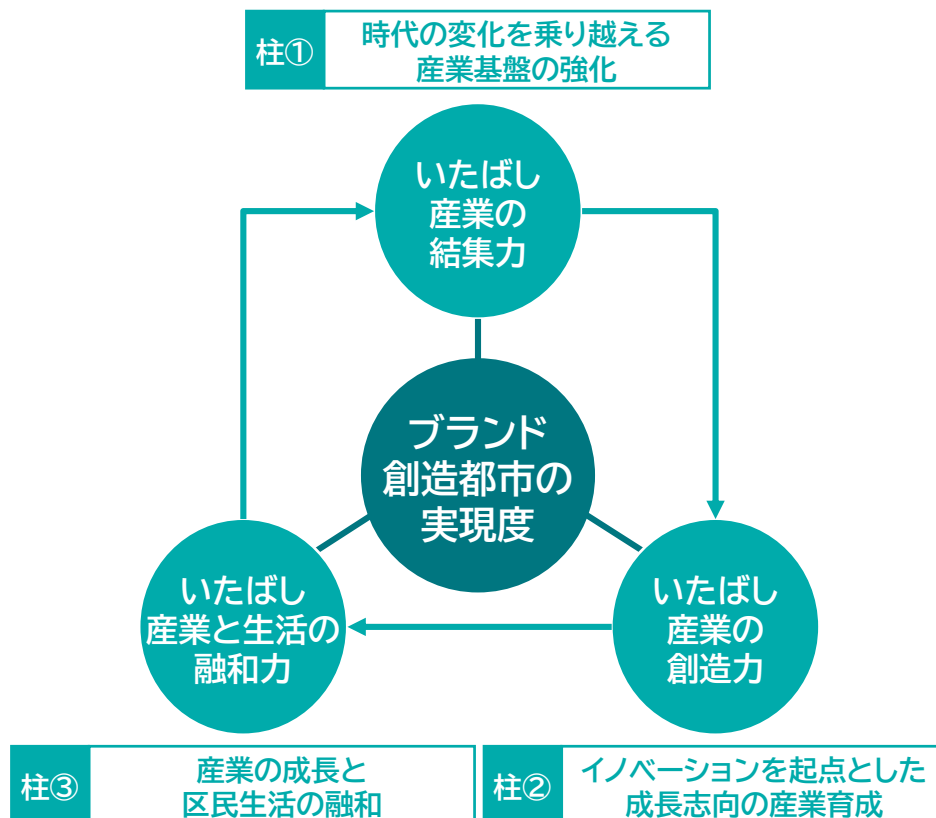 柱①
時代の変化を乗り越える
産業基盤の強化
いたばし
産業の
結集力
ブランド
創造都市の
実現度
いたばし
産業と生活の
融和力
いたばし
産業の
創造力
柱③
産業の成長と
区民生活の融和
柱②
イノベーションを起点とした
成長志向の産業育成